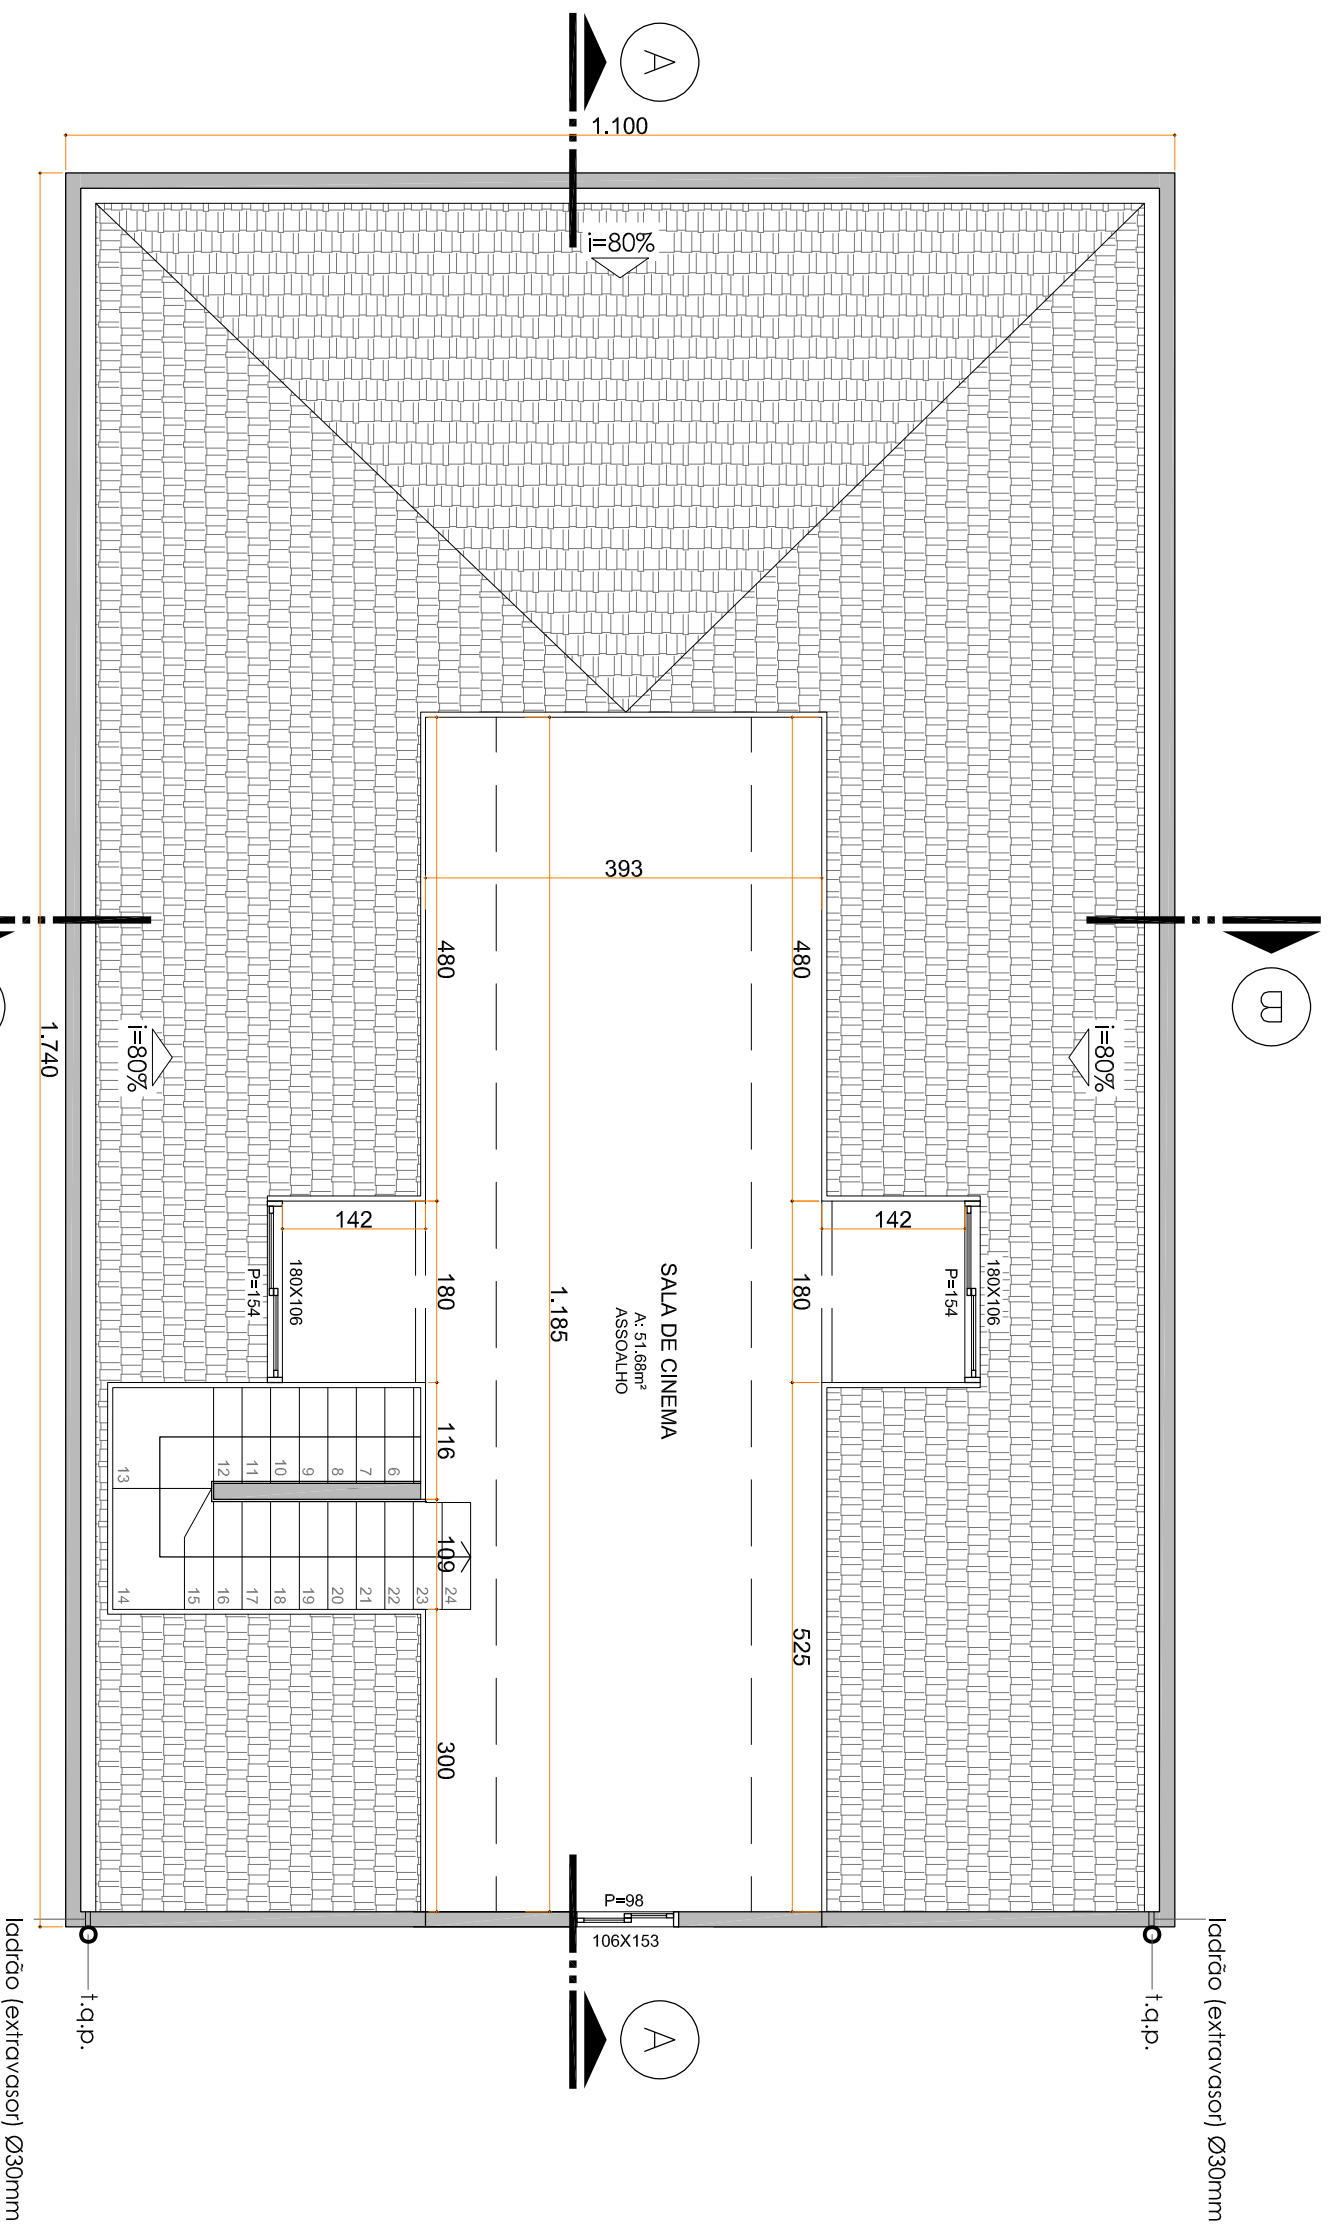 A
1.100
i=80%
393
480
480
B
1.740
i=80%
i=80%
142
142
180X106
P=154
180
1.185
SALA DE CINEMA
A: 51.68m²
ASSOALHO
180
P=154
180X106
116
13
12
11
10
9
8
7
6
109
14
15
16
17
18
19
20
21
22
23
24
525
300
P=98
106X153
t.q.p.
t.q.p.
A
ladrão (extravasor) Ø30mm
ladrão (extravasor) Ø30mm